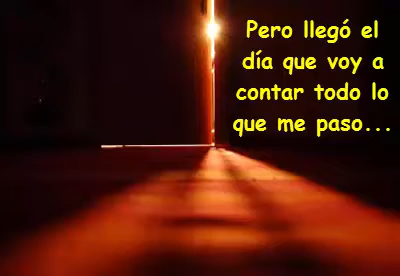 Pero llegó el
día que voy a
contar todo lo
que me paso...